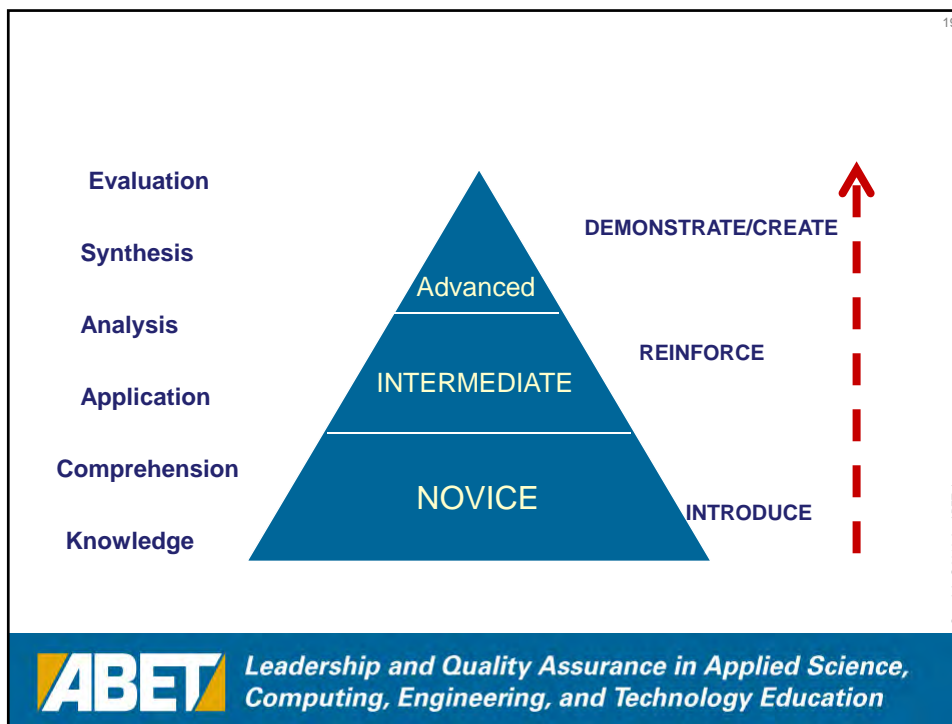 Evaluation
Synthesis
Analysis
Application
Comprehension
Knowledge
Advanced
INTERMEDIATE
NOVICE
DEMONSTRATE/CREATE
REINFORCE
INTRODUCE
ABET
Leadership and Quality Assurance in Applied Science,
Computing, Engineering, and Technology Education